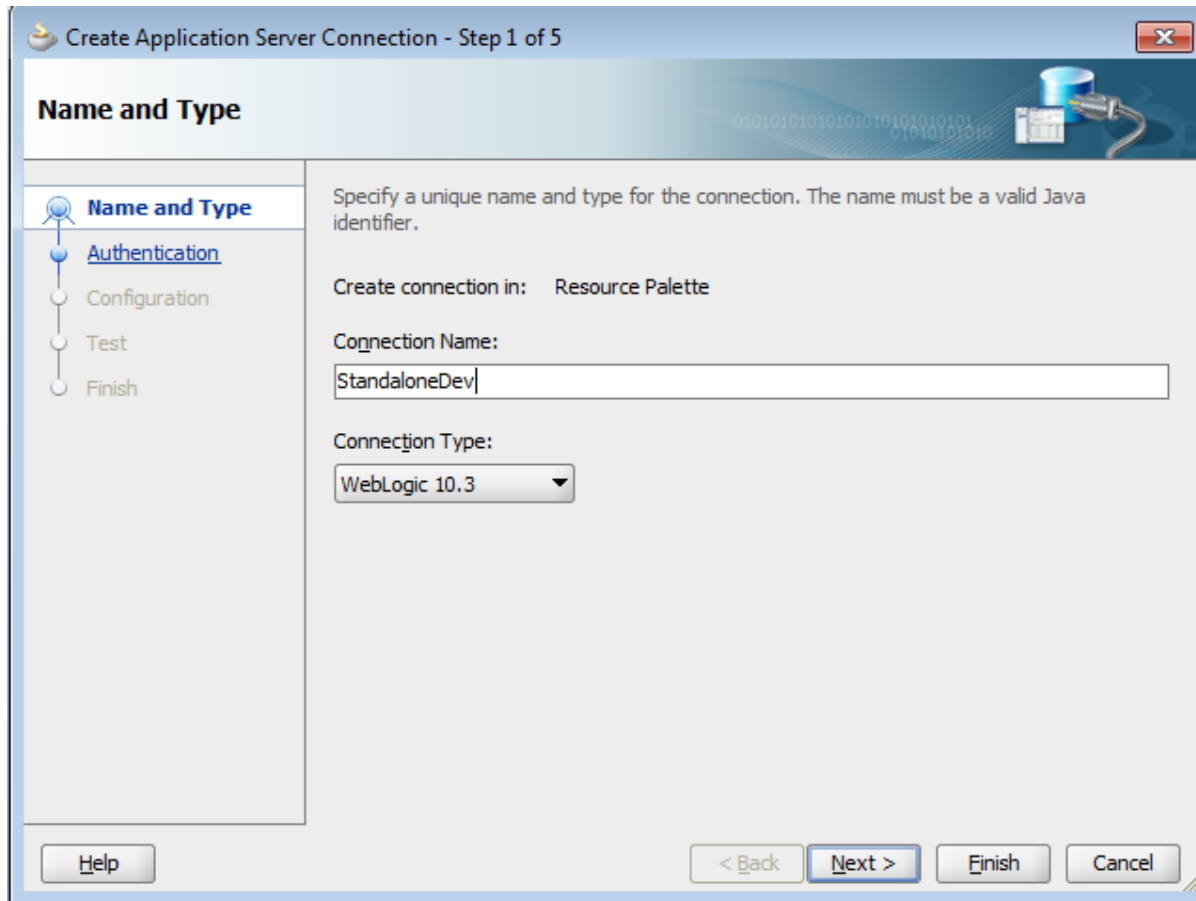 Create Application Server Connection - Step 1 of 5
Name and Type
010101010101010101010101
01010101010
Name and Type
Authentication
Configuration
Test
Finish
Specify a unique name and type for the connection. The name must be a valid Java
identifier.
Create connection in: Resource Palette
Connection Name:
StandaloneDev
Connection Type:
WebLogic 10.3
Help
< Back
Next >
Finish
Cancel